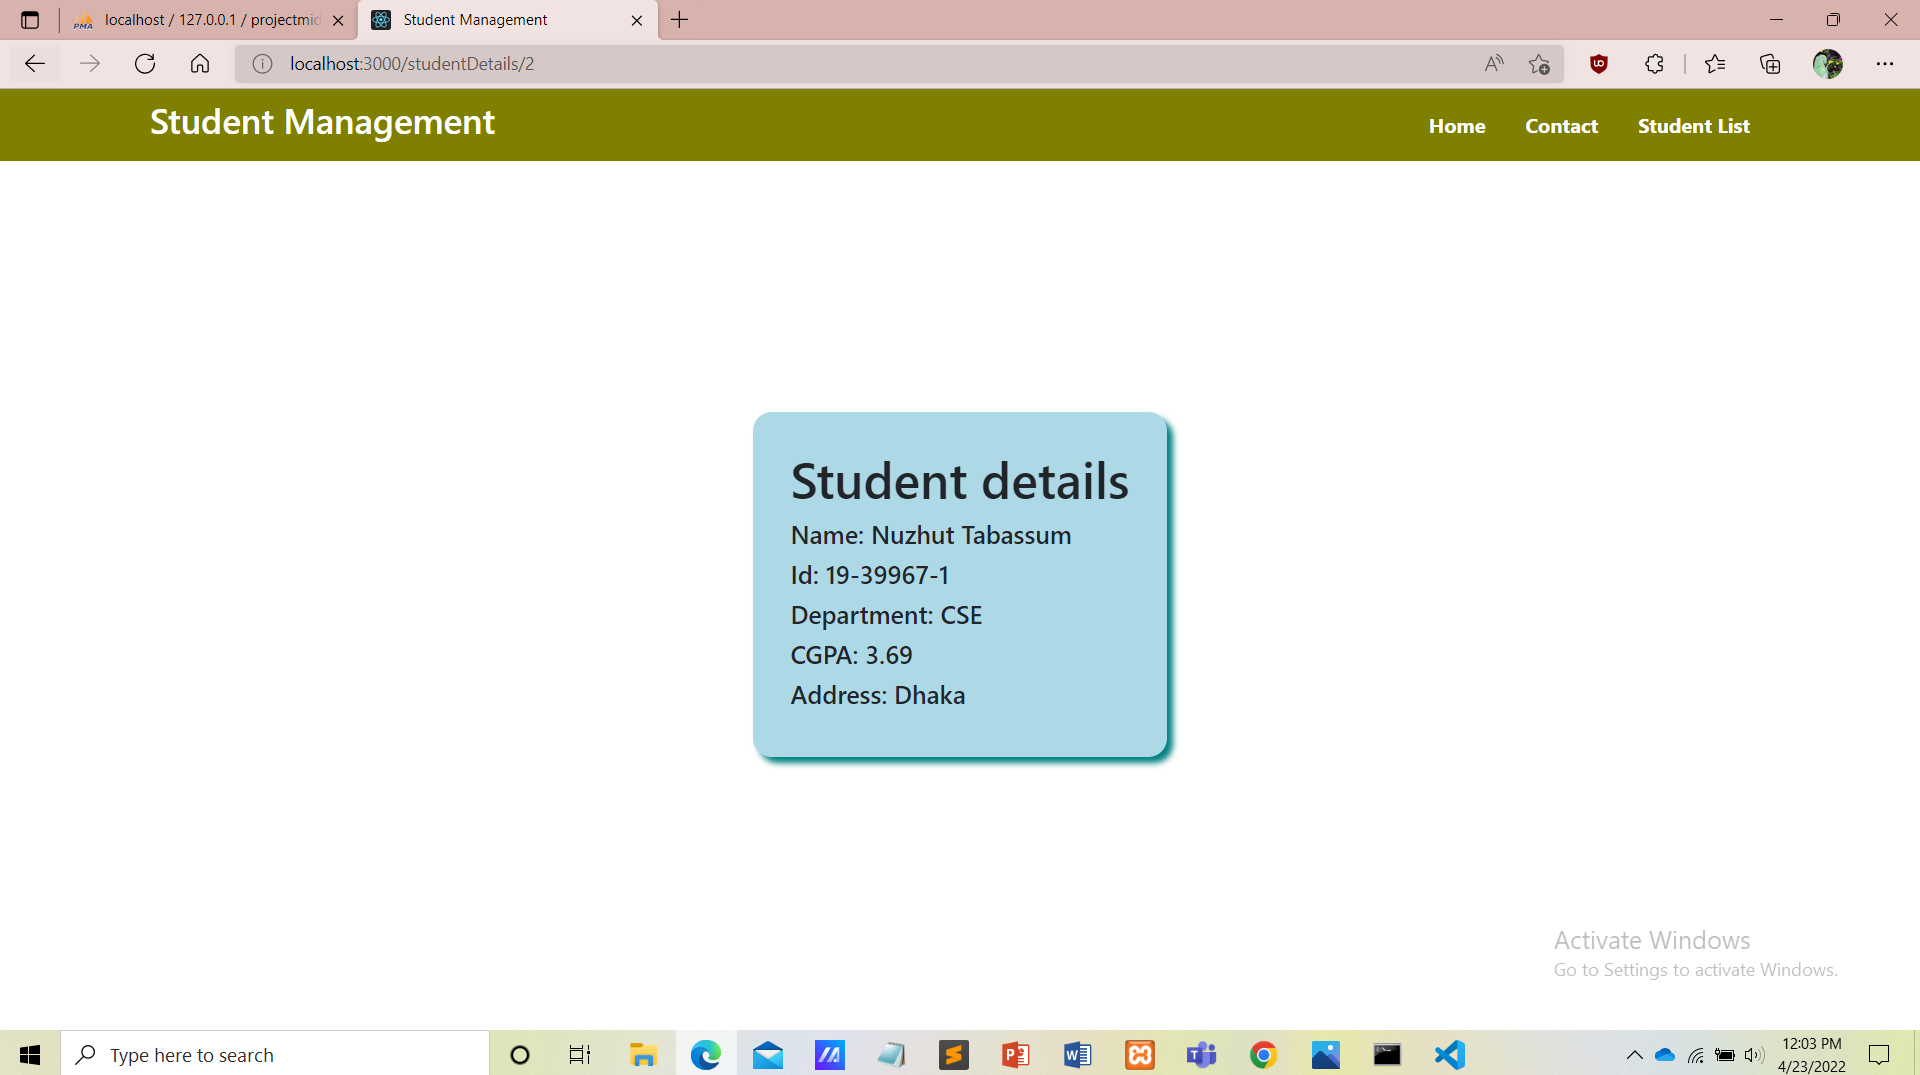 localhost / 127.0.0.1 / projectmid
Student Management
localhost:3000/studentDetails/2
Student Management
Home
Contact
Student List
Student details
Name: Nuzhut Tabassum
Id: 19-39967-1
Department: CSE
CGPA: 3.69
Address: Dhaka
Activate Windows
Go to Settings to activate Windows.
Type here to search
12:03 PM
4/23/2022